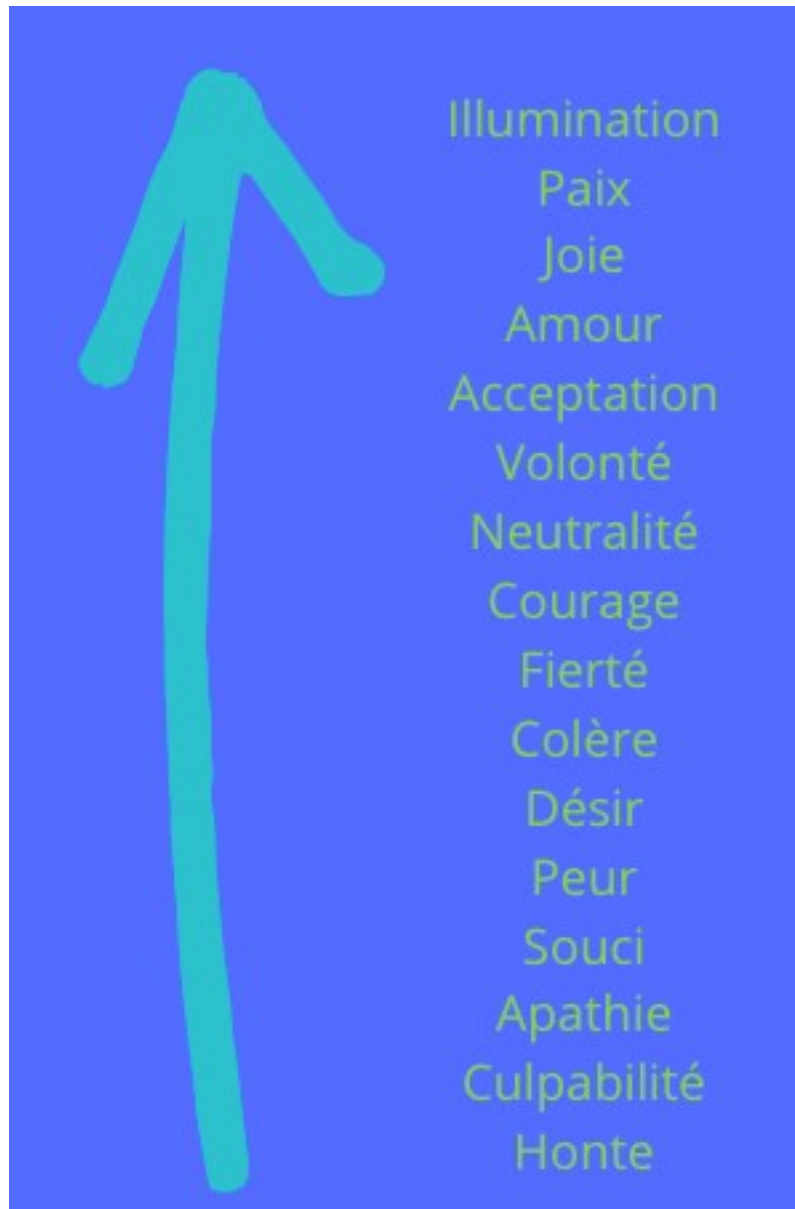 Illumination
Paix
Joie
Amour
Acceptation
Volonté
Neutralité
Courage
Fierté
Colère
Désir
Peur
Souci
Apathie
Culpabilité
Honte